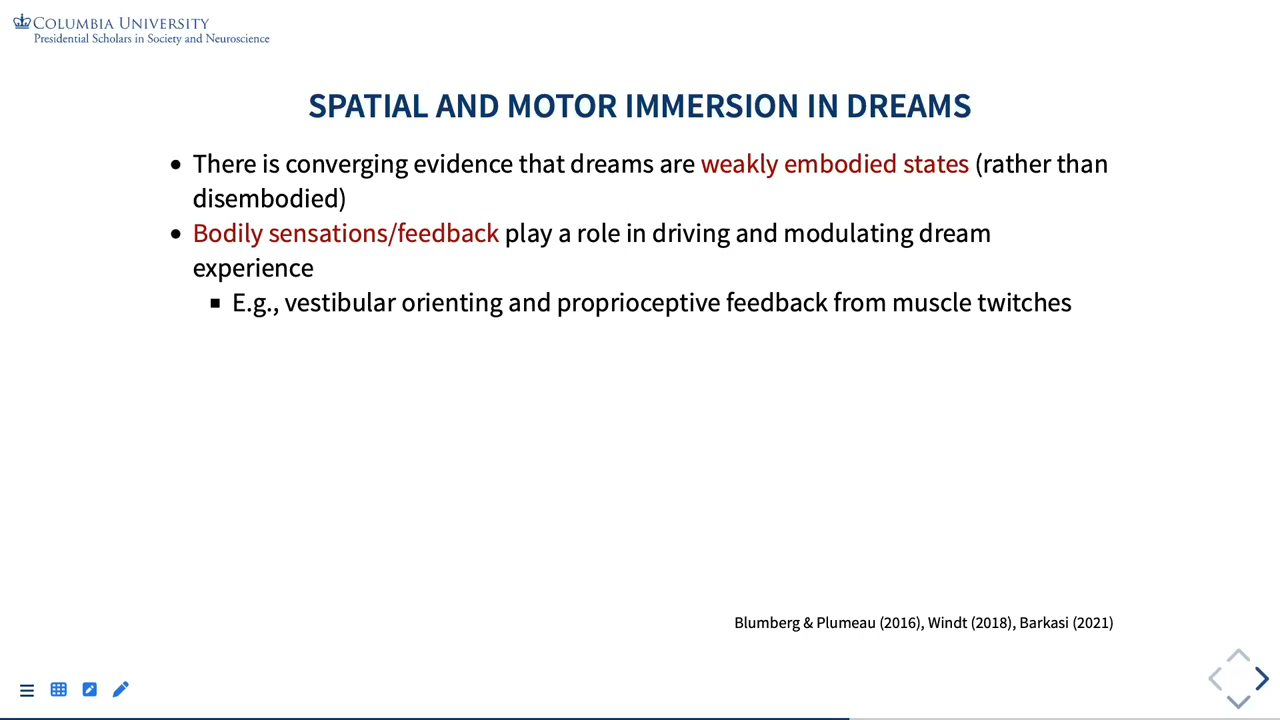 COLUMBIA UNIVERSITY
Presidential Scholars in Society and Neuroscience
SPATIAL AND MOTOR IMMERSION IN DREAMS
• There is converging evidence that dreams are weakly embodied states (rather than
disembodied)
• Bodily sensations/feedback play a role in driving and modulating dream
experience
▪ E.g., vestibular orienting and proprioceptive feedback from muscle twitches
Blumberg & Plumeau (2016), Windt (2018), Barkasi (2021)